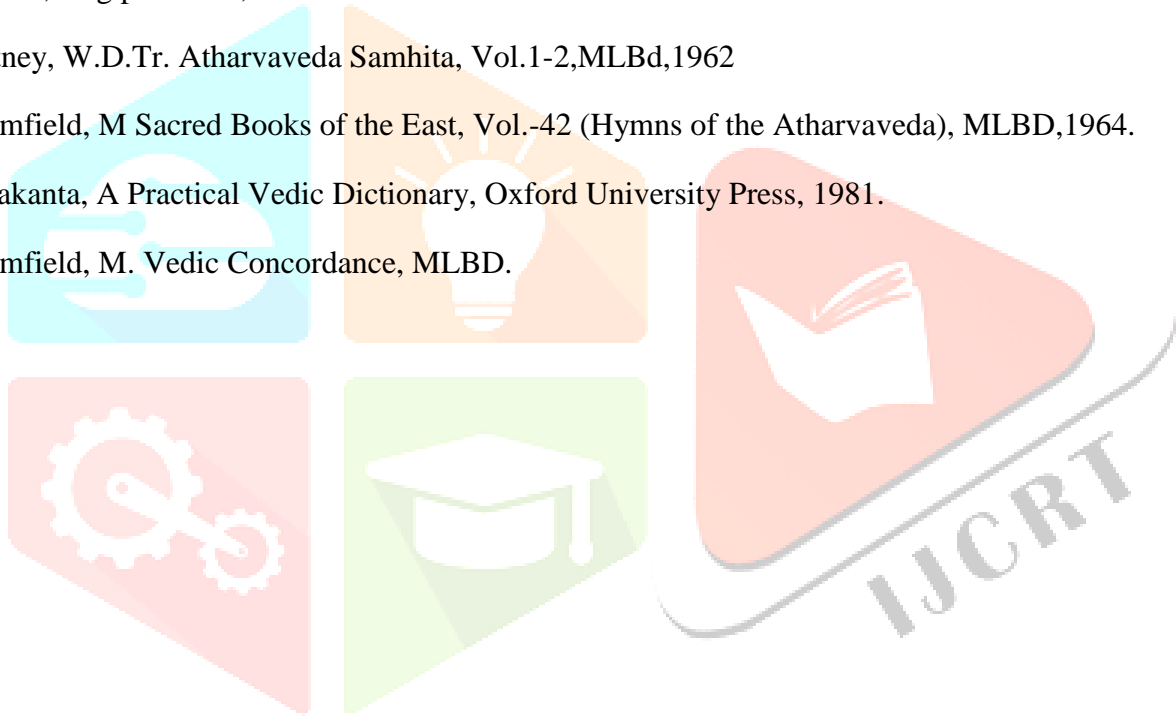 tney, W.D.Tr. Atharvaveda Samhita, Vol.1-2,MLBd,1962
mfield, M Sacred Books of the East, Vol.-42 (Hymns of the Atharvaveda), MLBD,1964.
akanta, A Practical Vedic Dictionary, Oxford University Press, 1981.
mfield, M. Vedic Concordance, MLBD.
IJCRT